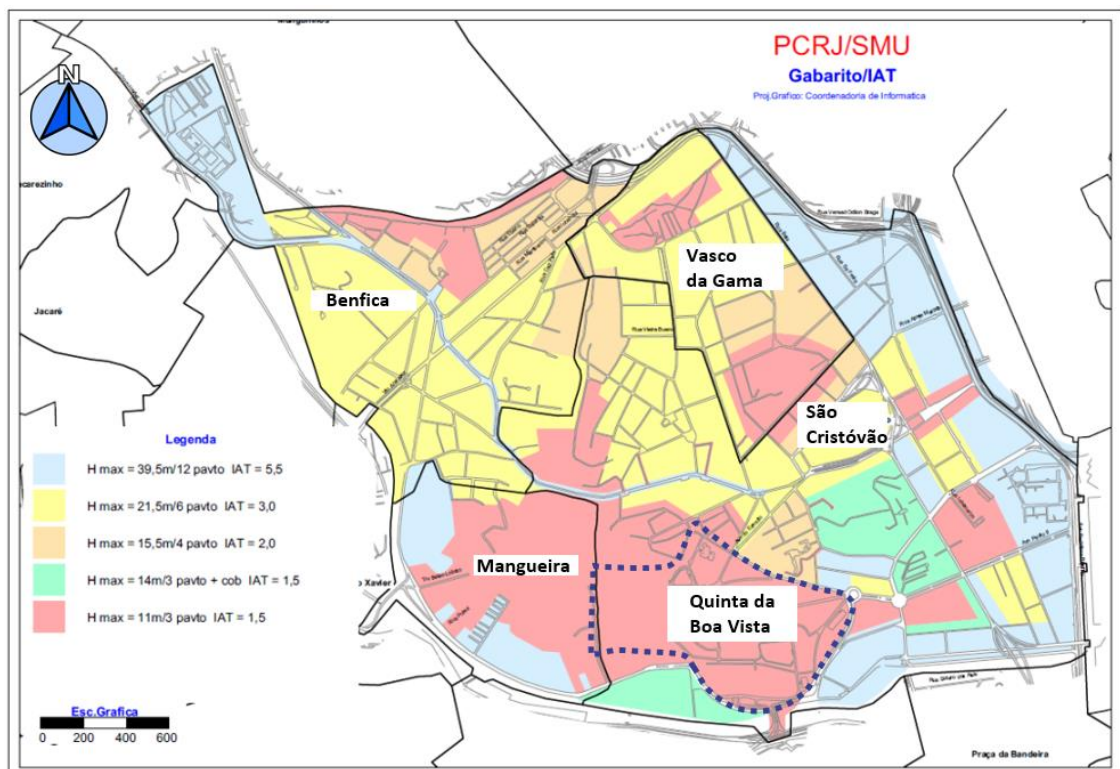 PCRJ/SMU
Gabarito/IAT
Proj.Grafico: Coordenadoria de Informatica
N
Manguinhos
acarezinho
Jacaré
Benfica
Vasco
da Gama
São
Cristóvão
Mangueira
Quinta da
Boa Vista
o Xavier
Praça da Bandeira
Legenda
H max = 39,5m/12 pavto IAT = 5,5
H max = 21,5m/6 pavto IAT = 3,0
H max = 15,5m/4 pavto IAT = 2,0
H max = 14m/3 pavto + cob IAT = 1,5
H max = 11m/3 pavto IAT = 1,5
Esc.Grafica
0 200 400 600